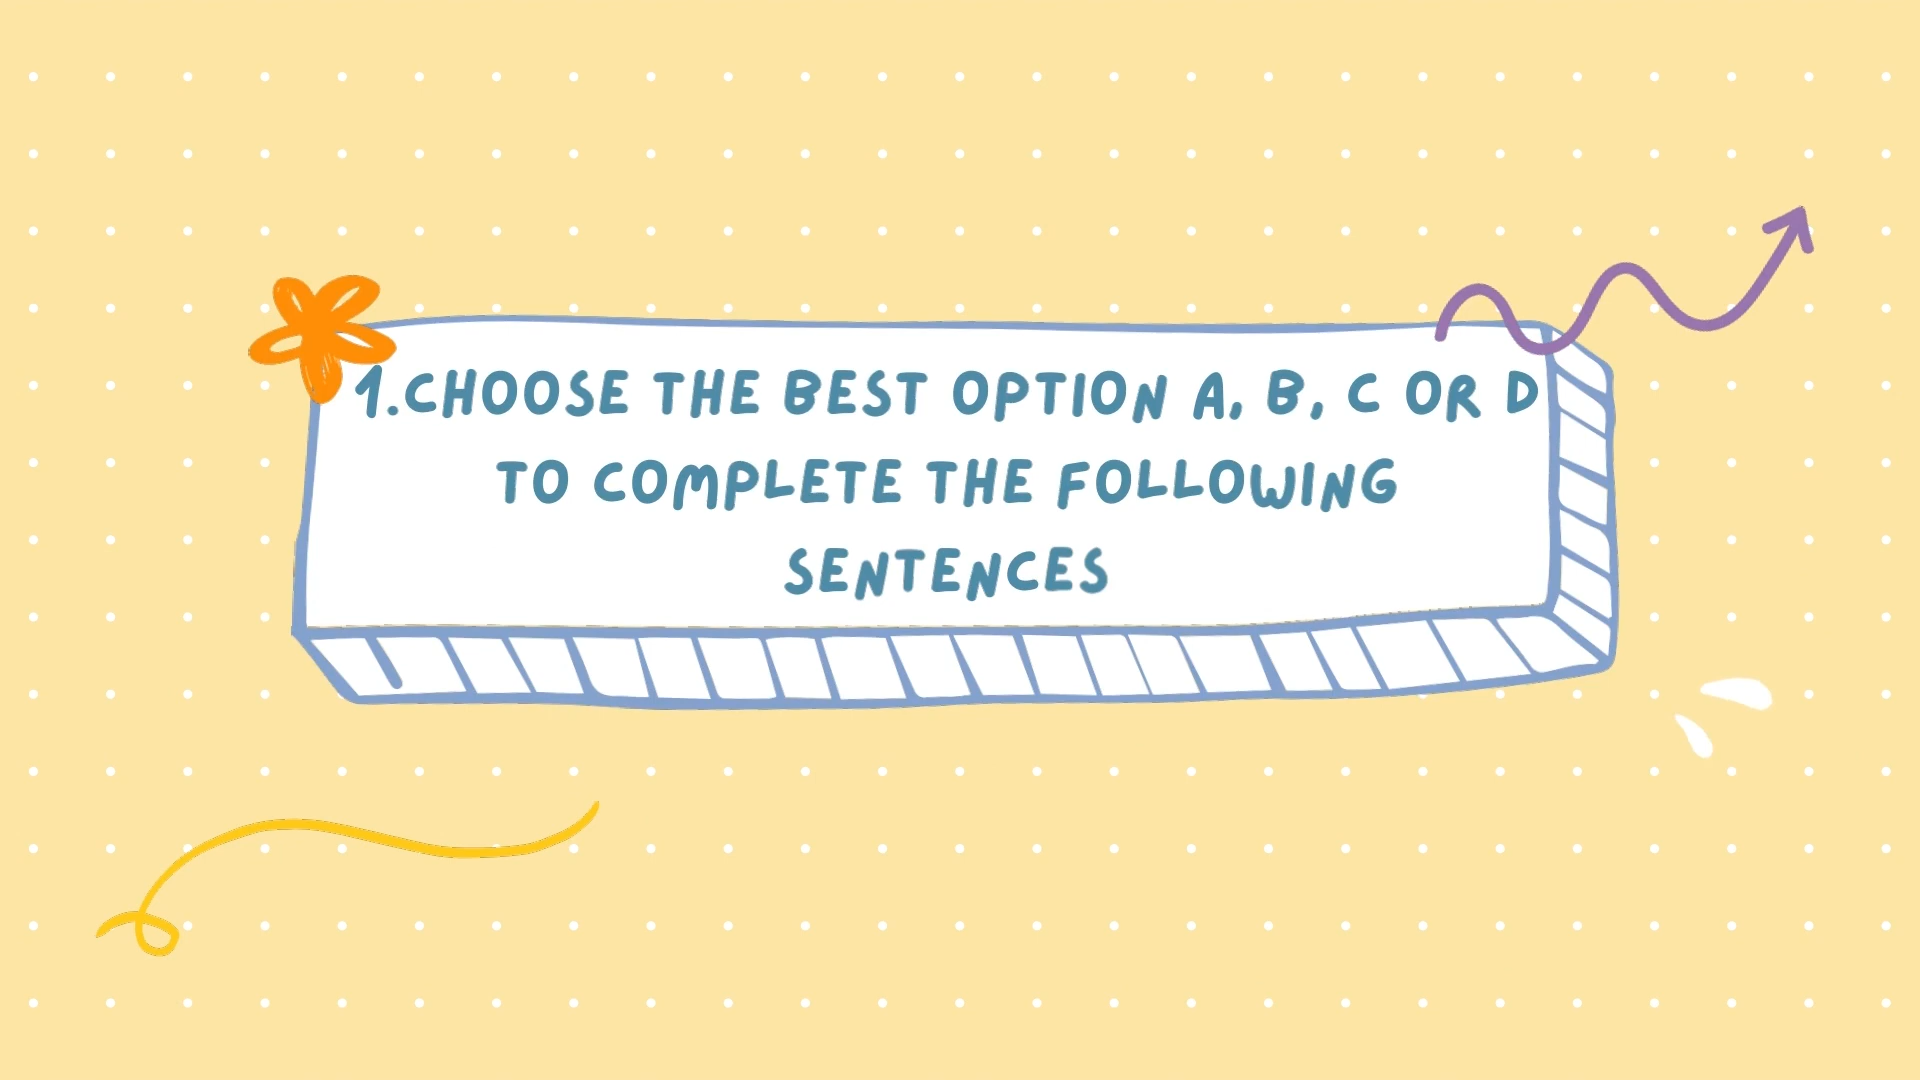 1.CHOOSE THE BEST OPTION A, B, C OR D
TO COMPLETE THE FOLLOWING
SENTENCES